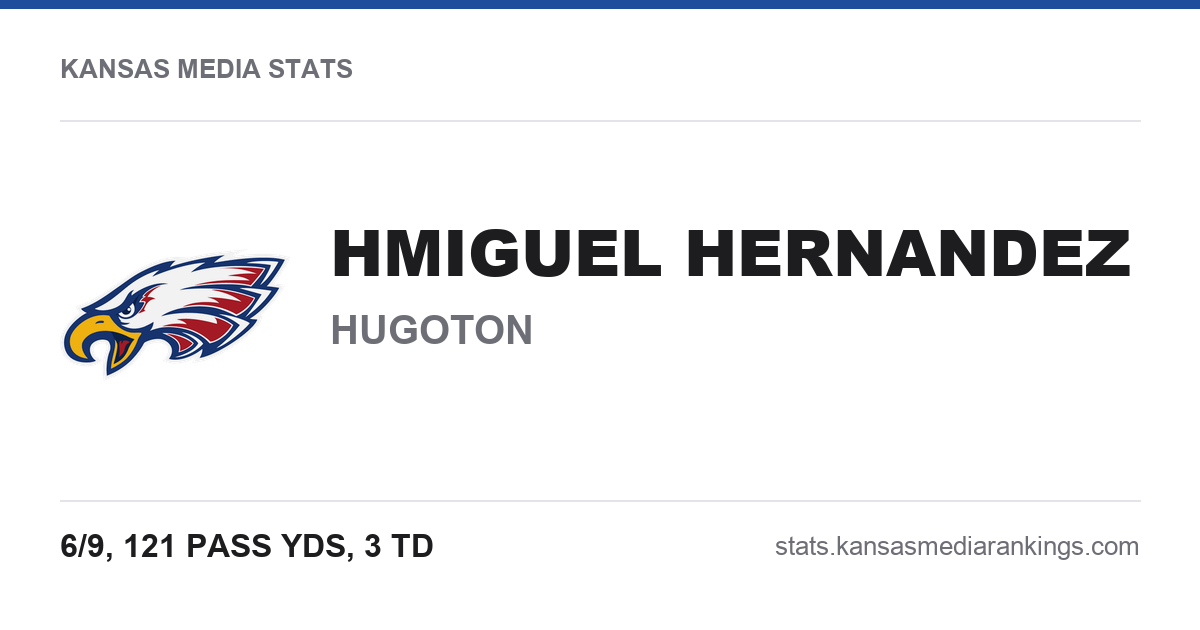 KANSAS MEDIA STATS
HMIGUEL HERNANDEZ
HUGOTON
6/9, 121 PASS YDS, 3 TD
stats.kansasmediarankings.com